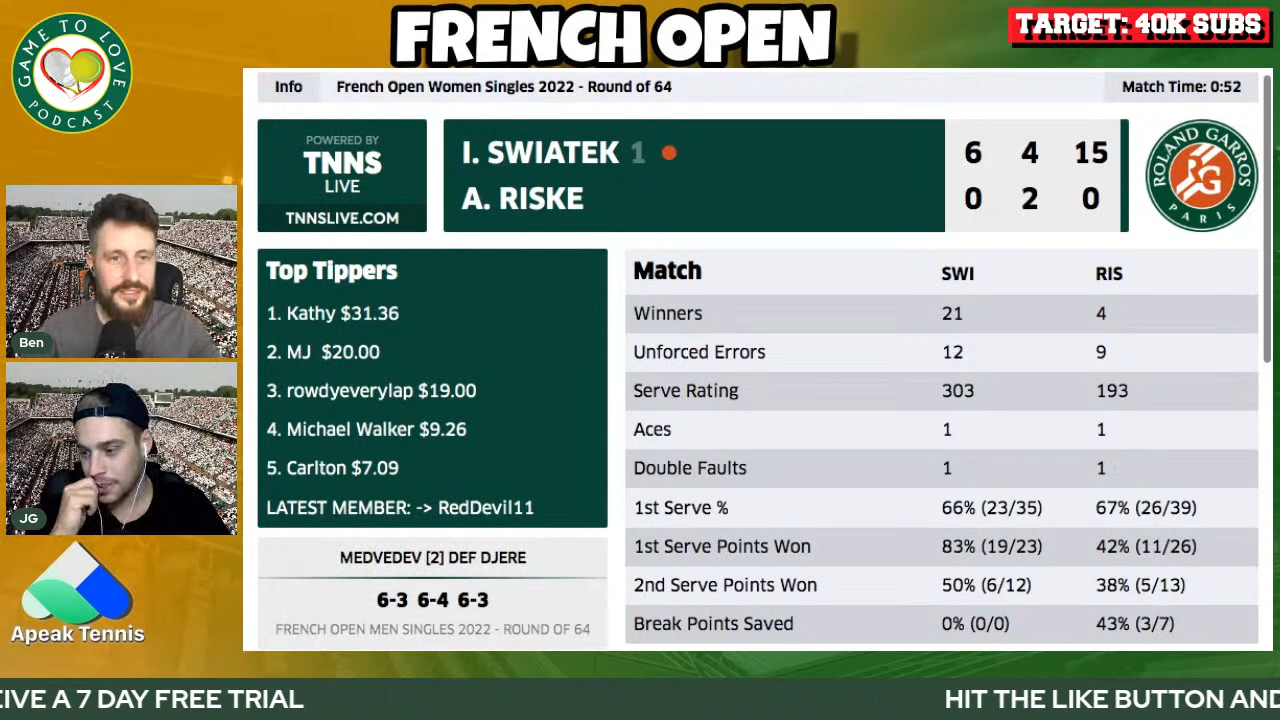 FRENCH OPEN
TARGET: 40K SUBS
GAME TO LOVE
PODCAST
Info French Open Women Singles 2022 - Round of 64 Match Time: 0:52
POWERED BY
TNNS
LIVE
TNNSLIVE.COM
I. SWIATEK 1 6 4 15
A. RISKE 0 2 0
ROLAND GARROS
RG
PARIS
Ben
JG
Apeak Tennis
Top Tippers
1. Kathy $31.36
2. MJ $20.00
3. rowdyeverylap $19.00
4. Michael Walker $9.26
5. Carlton $7.09
LATEST MEMBER: -> RedDevil11
MEDVEDEV [2] DEF DJERE
6-3 6-4 6-3
FRENCH OPEN MEN SINGLES 2022 - ROUND OF 64
Match SWI RIS
Winners 21 4
Unforced Errors 12 9
Serve Rating 303 193
Aces 1 1
Double Faults 1 1
1st Serve % 66% (23/35) 67% (26/39)
1st Serve Points Won 83% (19/23) 42% (11/26)
2nd Serve Points Won 50% (6/12) 38% (5/13)
Break Points Saved 0% (0/0) 43% (3/7)
EIVE A 7 DAY FREE TRIAL HIT THE LIKE BUTTON AND